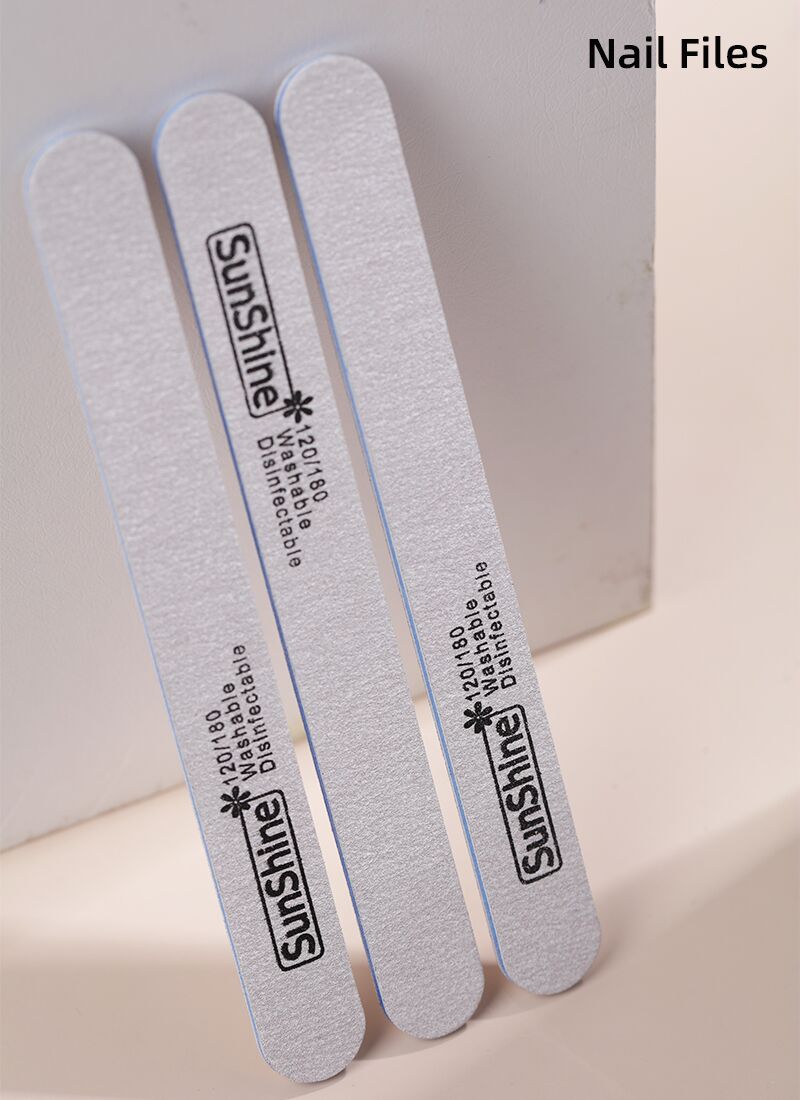 Nail Files
SunShine
120/180
Washable
Disinfectable
120/180
Washable
Disinfectable
SunShine
120/180
Washable
Disinfectable
SunShine